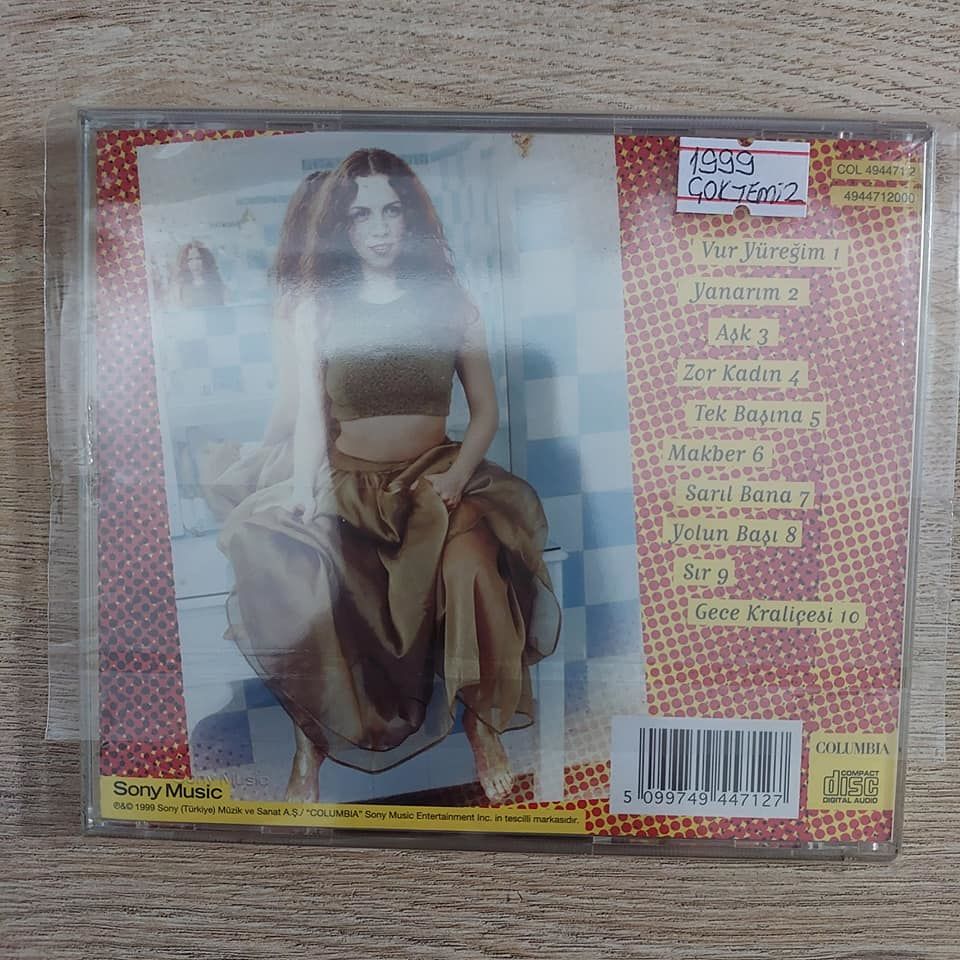 1999
ÇOK TEMİZ
COL 494471 2
4944712000
Vur Yüreğim 1
Yanarım 2
Aşk 3
Zor Kadın 4
Tek Başına 5
Makber 6
Sarıl Bana 7
Yolun Başı 8
Sır 9
Gece Kraliçesi 10
COLUMBIA
COMPACT
disc
DIGITAL AUDIO
5 099749 447127
Sony Music
℗&© 1999 Sony (Türkiye) Müzik ve Sanat A.Ş./ "COLUMBIA" Sony Music Entertainment Inc. in tescilli markasıdır.